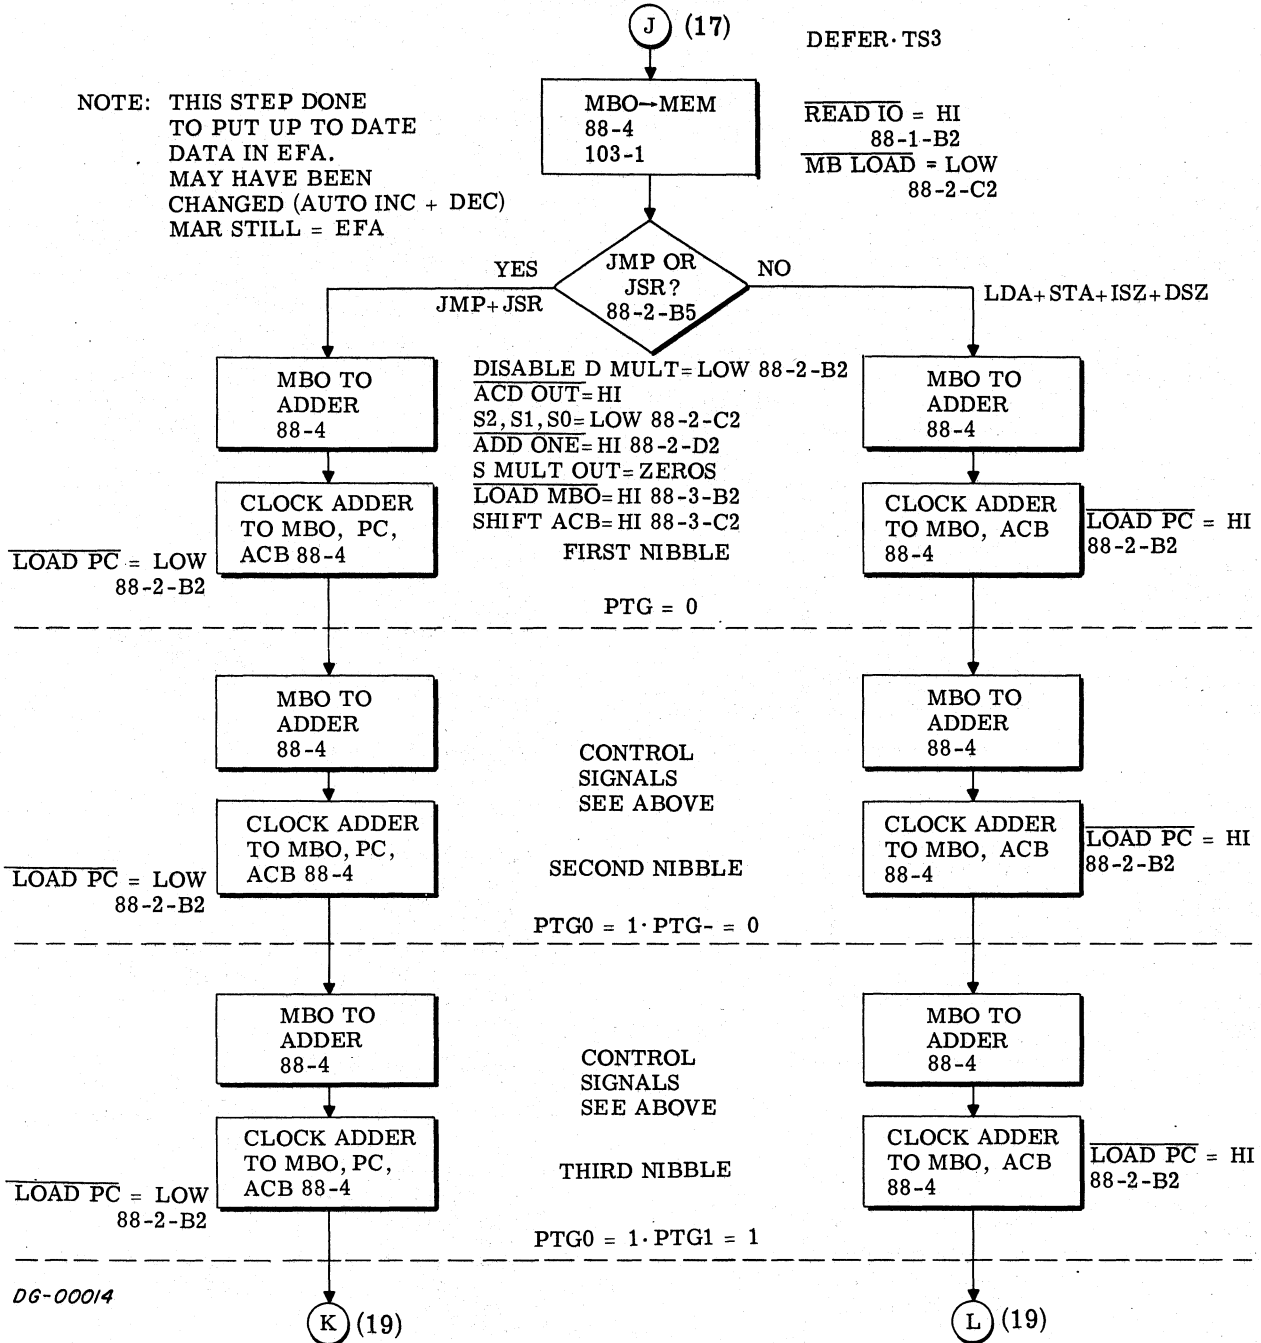 J (17)
DEFER·TS3
NOTE: THIS STEP DONE
TO PUT UP TO DATE
DATA IN EFA.
MAY HAVE BEEN
CHANGED (AUTO INC + DEC)
MAR STILL = EFA
MBO→MEM
88-4
103-1
READ IO = HI
88-1-B2
MB LOAD = LOW
88-2-C2
JMP OR
JSR?
88-2-B5
YES
JMP+JSR
NO
LDA+STA+ISZ+DSZ
MBO TO
ADDER
88-4
DISABLE D MULT=LOW 88-2-B2
ACD OUT=HI
S2, S1, S0=LOW 88-2-C2
ADD ONE=HI 88-2-D2
S MULT OUT=ZEROS
LOAD MBO=HI 88-3-B2
SHIFT ACB=HI 88-3-C2
FIRST NIBBLE
PTG = 0
MBO TO
ADDER
88-4
CLOCK ADDER
TO MBO, PC,
ACB 88-4
LOAD PC = LOW
88-2-B2
CLOCK ADDER
TO MBO, ACB
88-4
LOAD PC = HI
88-2-B2
MBO TO
ADDER
88-4
CONTROL
SIGNALS
SEE ABOVE
MBO TO
ADDER
88-4
CLOCK ADDER
TO MBO, PC,
ACB 88-4
LOAD PC = LOW
88-2-B2
SECOND NIBBLE
PTG0 = 1·PTG- = 0
CLOCK ADDER
TO MBO, ACB
88-4
LOAD PC = HI
88-2-B2
MBO TO
ADDER
88-4
CONTROL
SIGNALS
SEE ABOVE
MBO TO
ADDER
88-4
CLOCK ADDER
TO MBO, PC,
ACB 88-4
LOAD PC = LOW
88-2-B2
THIRD NIBBLE
PTG0 = 1·PTG1 = 1
CLOCK ADDER
TO MBO, ACB
88-4
LOAD PC = HI
88-2-B2
DG-00014
K (19)
L (19)